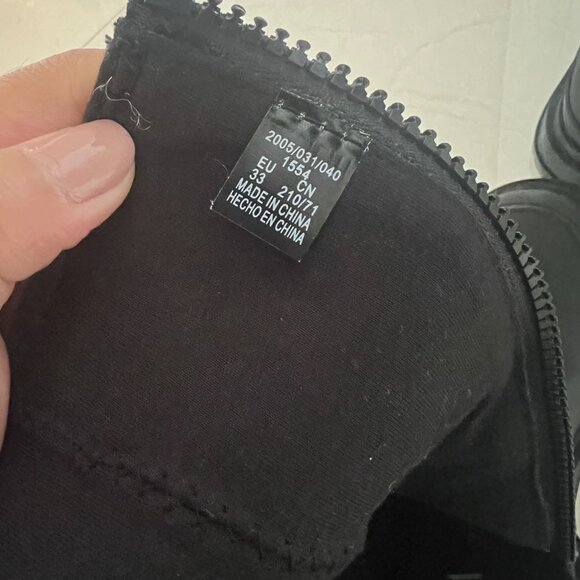 2005/031/040
1554
EU CN
33 210/71
MADE IN CHINA
HECHO EN CHINA